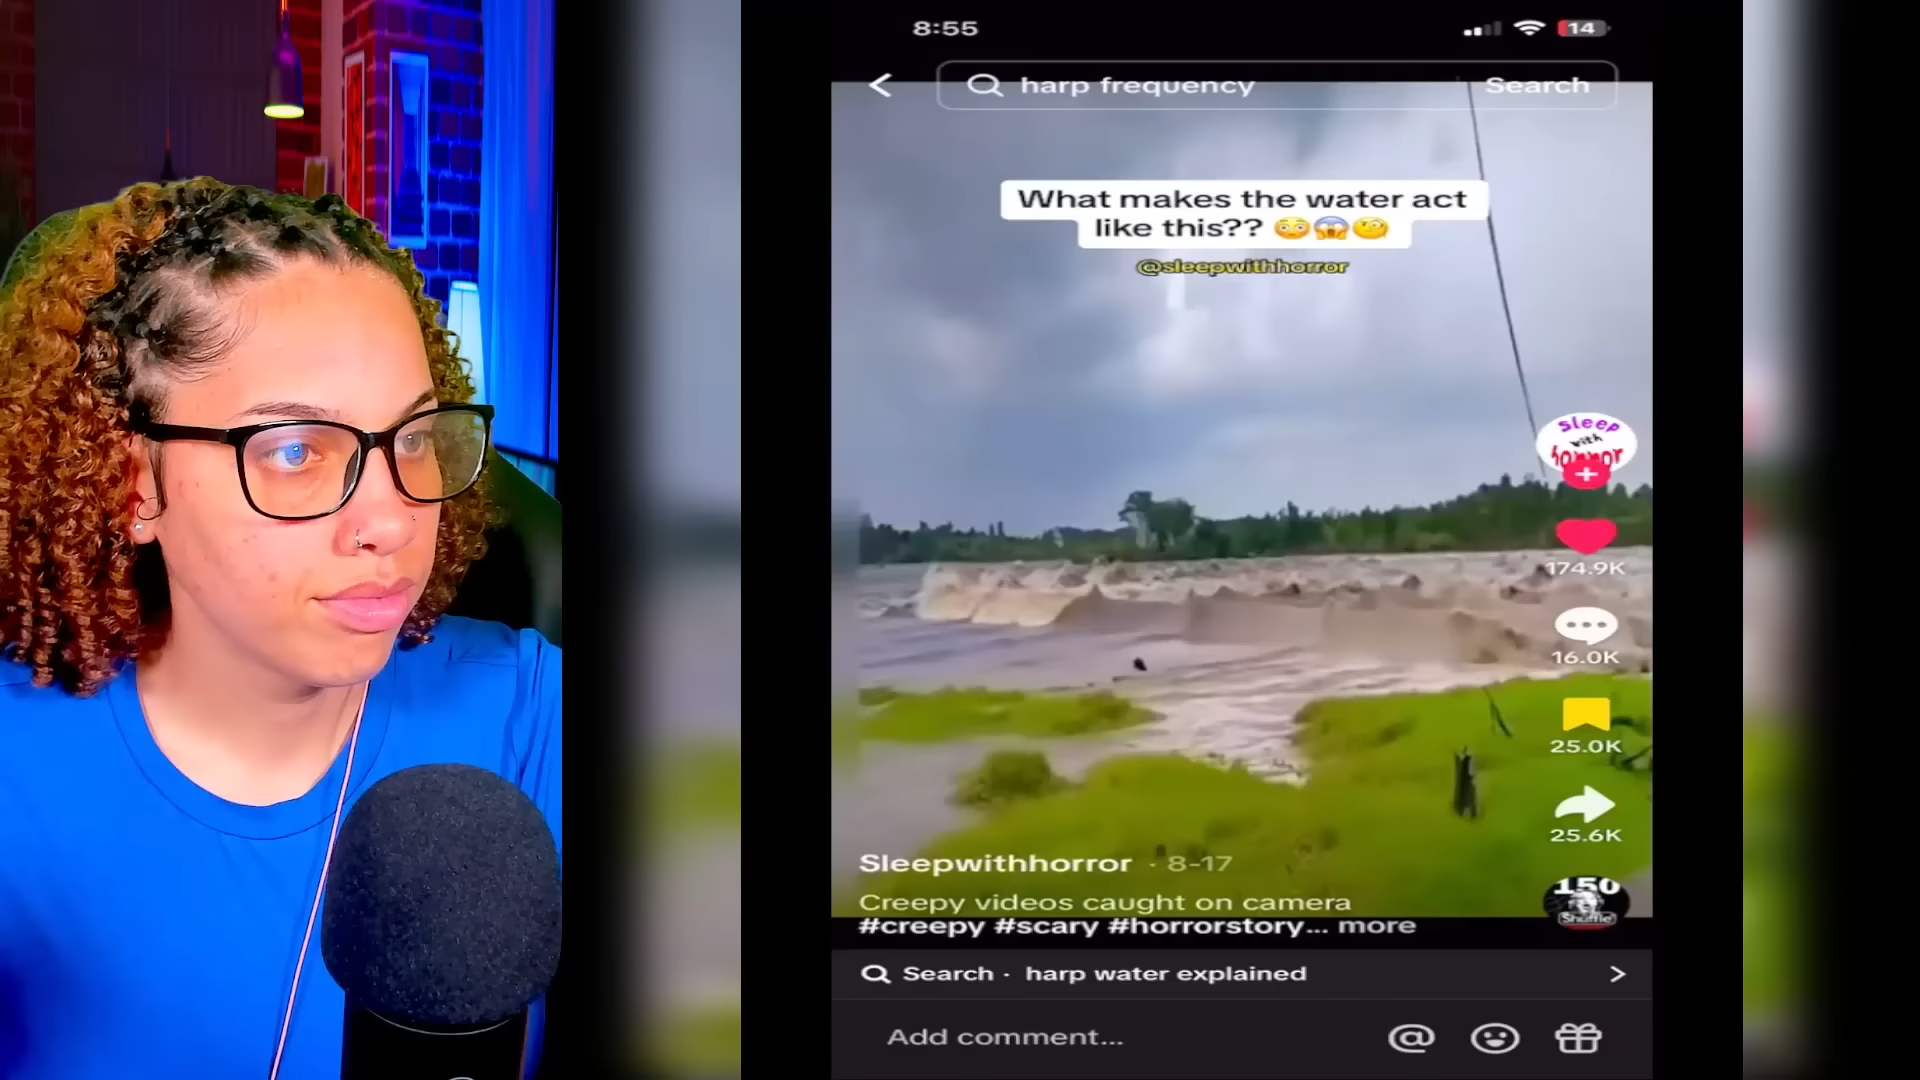 8:55
14
harp frequency
Search
What makes the water act
like this?? 😳😱🧐
@sleepwithhorror
sleep
with
horror
174.9K
16.0K
25.0K
25.6K
Sleepwithhorror · 8-17
Creepy videos caught on camera
#creepy #scary #horrorstory... more
150
Shuffle
Search · harp water explained
Add comment...